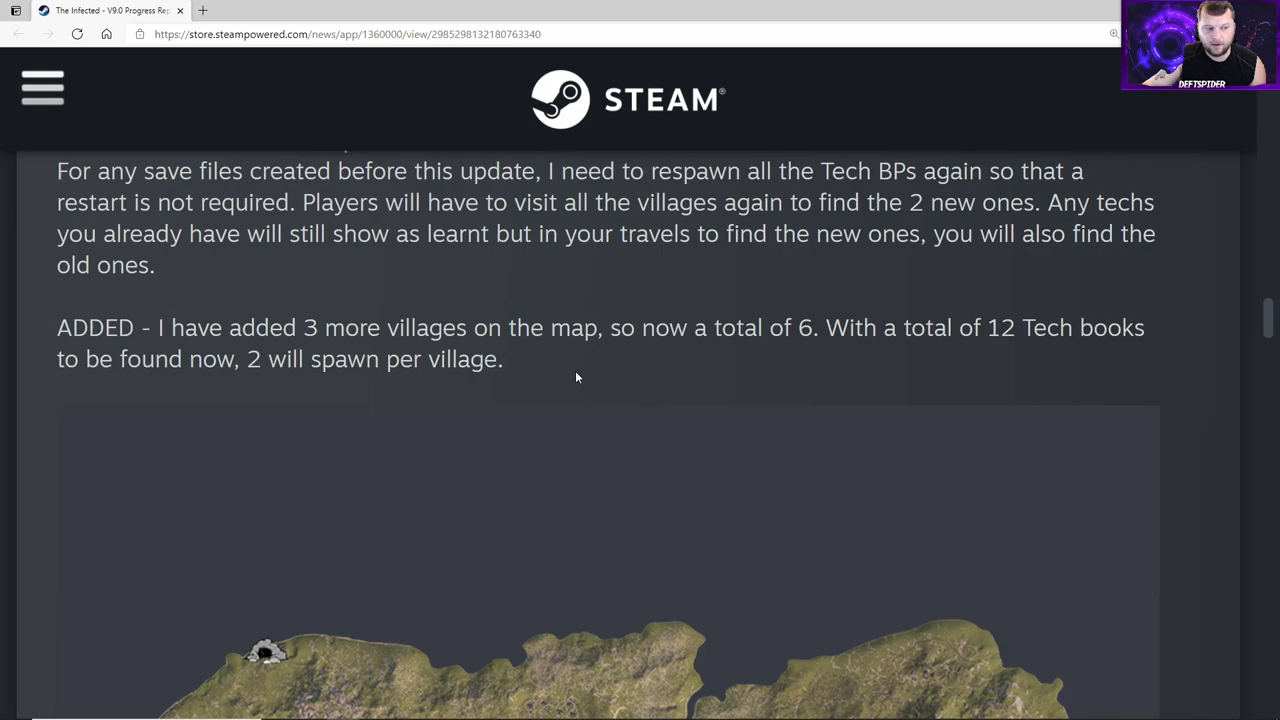 The Infected - V9.0 Progress Rep
https://store.steampowered.com/news/app/1360000/view/2985298132180763340
DEFTSPIDER
STEAM®
For any save files created before this update, I need to respawn all the Tech BPs again so that a
restart is not required. Players will have to visit all the villages again to find the 2 new ones. Any techs
you already have will still show as learnt but in your travels to find the new ones, you will also find the
old ones.
ADDED - I have added 3 more villages on the map, so now a total of 6. With a total of 12 Tech books
to be found now, 2 will spawn per village.